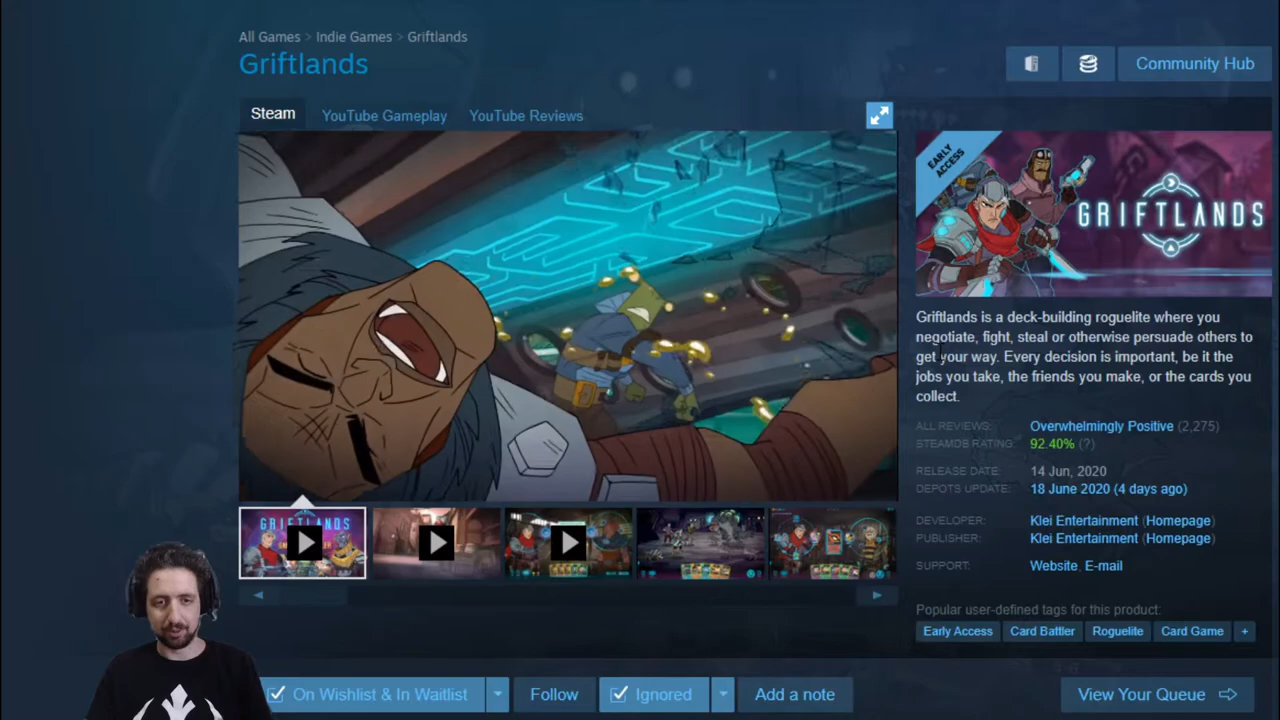 All Games > Indie Games > Griftlands
Griftlands
Community Hub
Steam
YouTube Gameplay
YouTube Reviews
EARLY
ACCESS
GRIFTLANDS
Griftlands is a deck-building roguelite where you
negotiate, fight, steal or otherwise persuade others to
get your way. Every decision is important, be it the
jobs you take, the friends you make, or the cards you
collect.
ALL REVIEWS: Overwhelmingly Positive (2,275)
STEAMDB RATING: 92.40% (?)
RELEASE DATE: 14 Jun, 2020
DEPOTS UPDATE: 18 June 2020 (4 days ago)
DEVELOPER: Klei Entertainment (Homepage)
PUBLISHER: Klei Entertainment (Homepage)
SUPPORT: Website, E-mail
Popular user-defined tags for this product:
Early Access
Card Battler
Roguelite
Card Game
+
GRIFTLANDS
On Wishlist & In Waitlist
Follow
Ignored
Add a note
View Your Queue